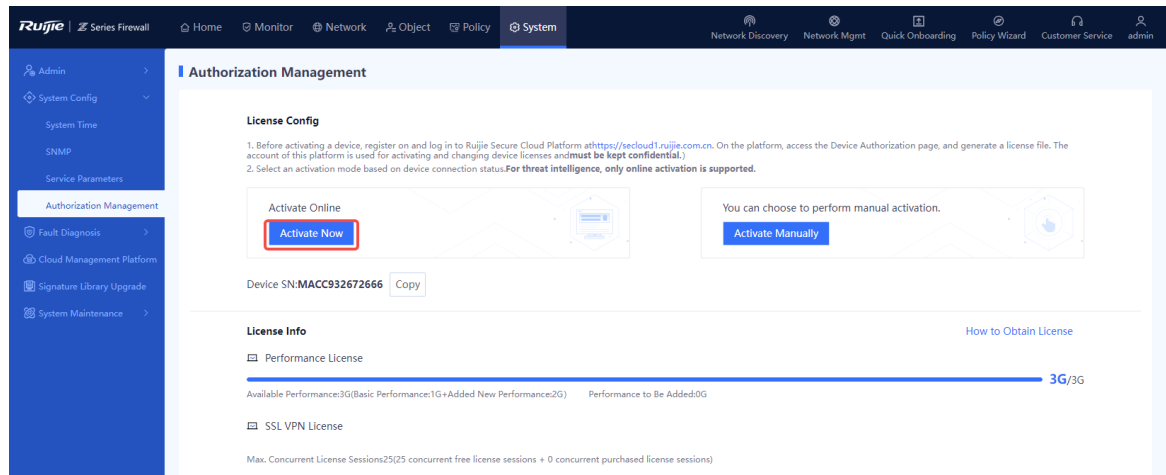 Ruijie | Z Series Firewall
Home
Monitor
Network
Object
Policy
System
Network Discovery
Network Mgmt
Quick Onboarding
Policy Wizard
Customer Service
admin
Admin
System Config
System Time
SNMP
Service Parameters
Authorization Management
Fault Diagnosis
Cloud Management Platform
Signature Library Upgrade
System Maintenance
Authorization Management
License Config
1. Before activating a device, register on and log in to Ruijie Secure Cloud Platform athttps://secloud1.ruijie.com.cn. On the platform, access the Device Authorization page, and generate a license file. The
account of this platform is used for activating and changing device licenses andmust be kept confidential.)
2. Select an activation mode based on device connection status.For threat intelligence, only online activation is supported.
Activate Online
Activate Now
You can choose to perform manual activation.
Activate Manually
Device SN:MACC932672666
Copy
License Info
How to Obtain License
Performance License
3G/3G
Available Performance:3G(Basic Performance:1G+Added New Performance:2G)
Performance to Be Added:0G
SSL VPN License
Max. Concurrent License Sessions25(25 concurrent free license sessions + 0 concurrent purchased license sessions)